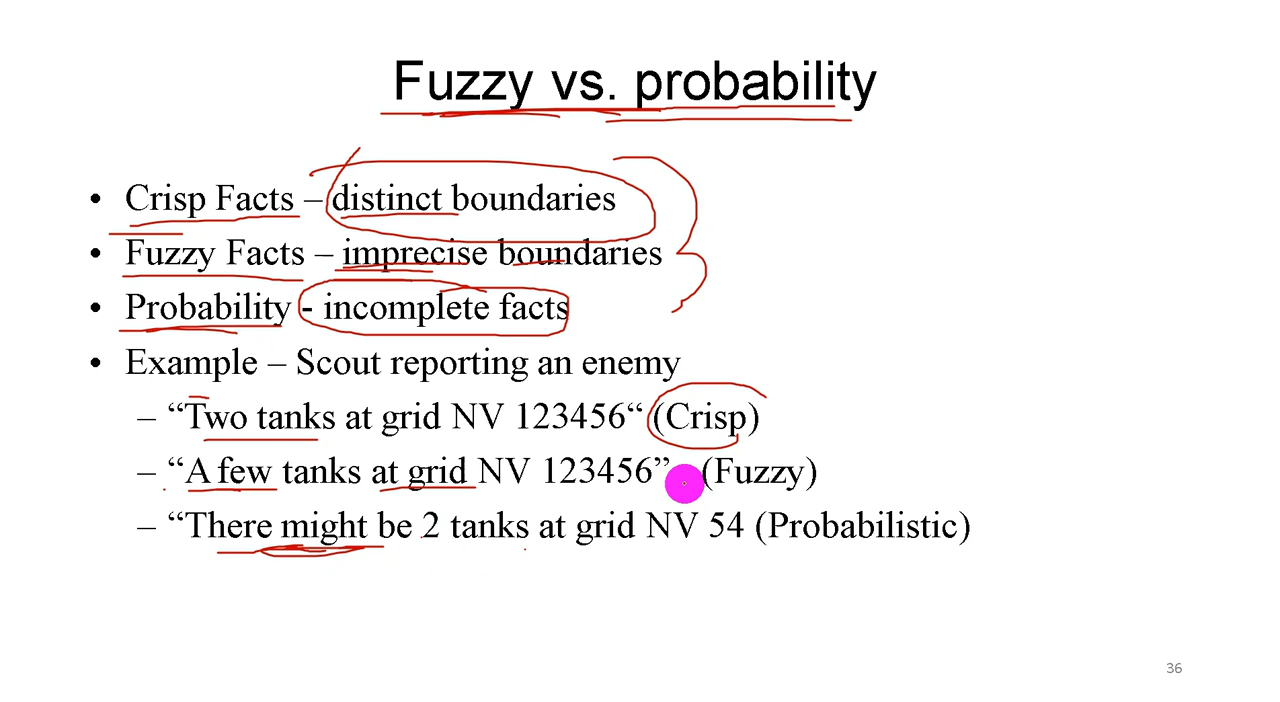 Fuzzy vs. probability
• Crisp Facts – distinct boundaries
• Fuzzy Facts – imprecise boundaries
• Probability - incomplete facts
• Example – Scout reporting an enemy
– “Two tanks at grid NV 123456“ (Crisp)
– “A few tanks at grid NV 123456” (Fuzzy)
– “There might be 2 tanks at grid NV 54 (Probabilistic)
36